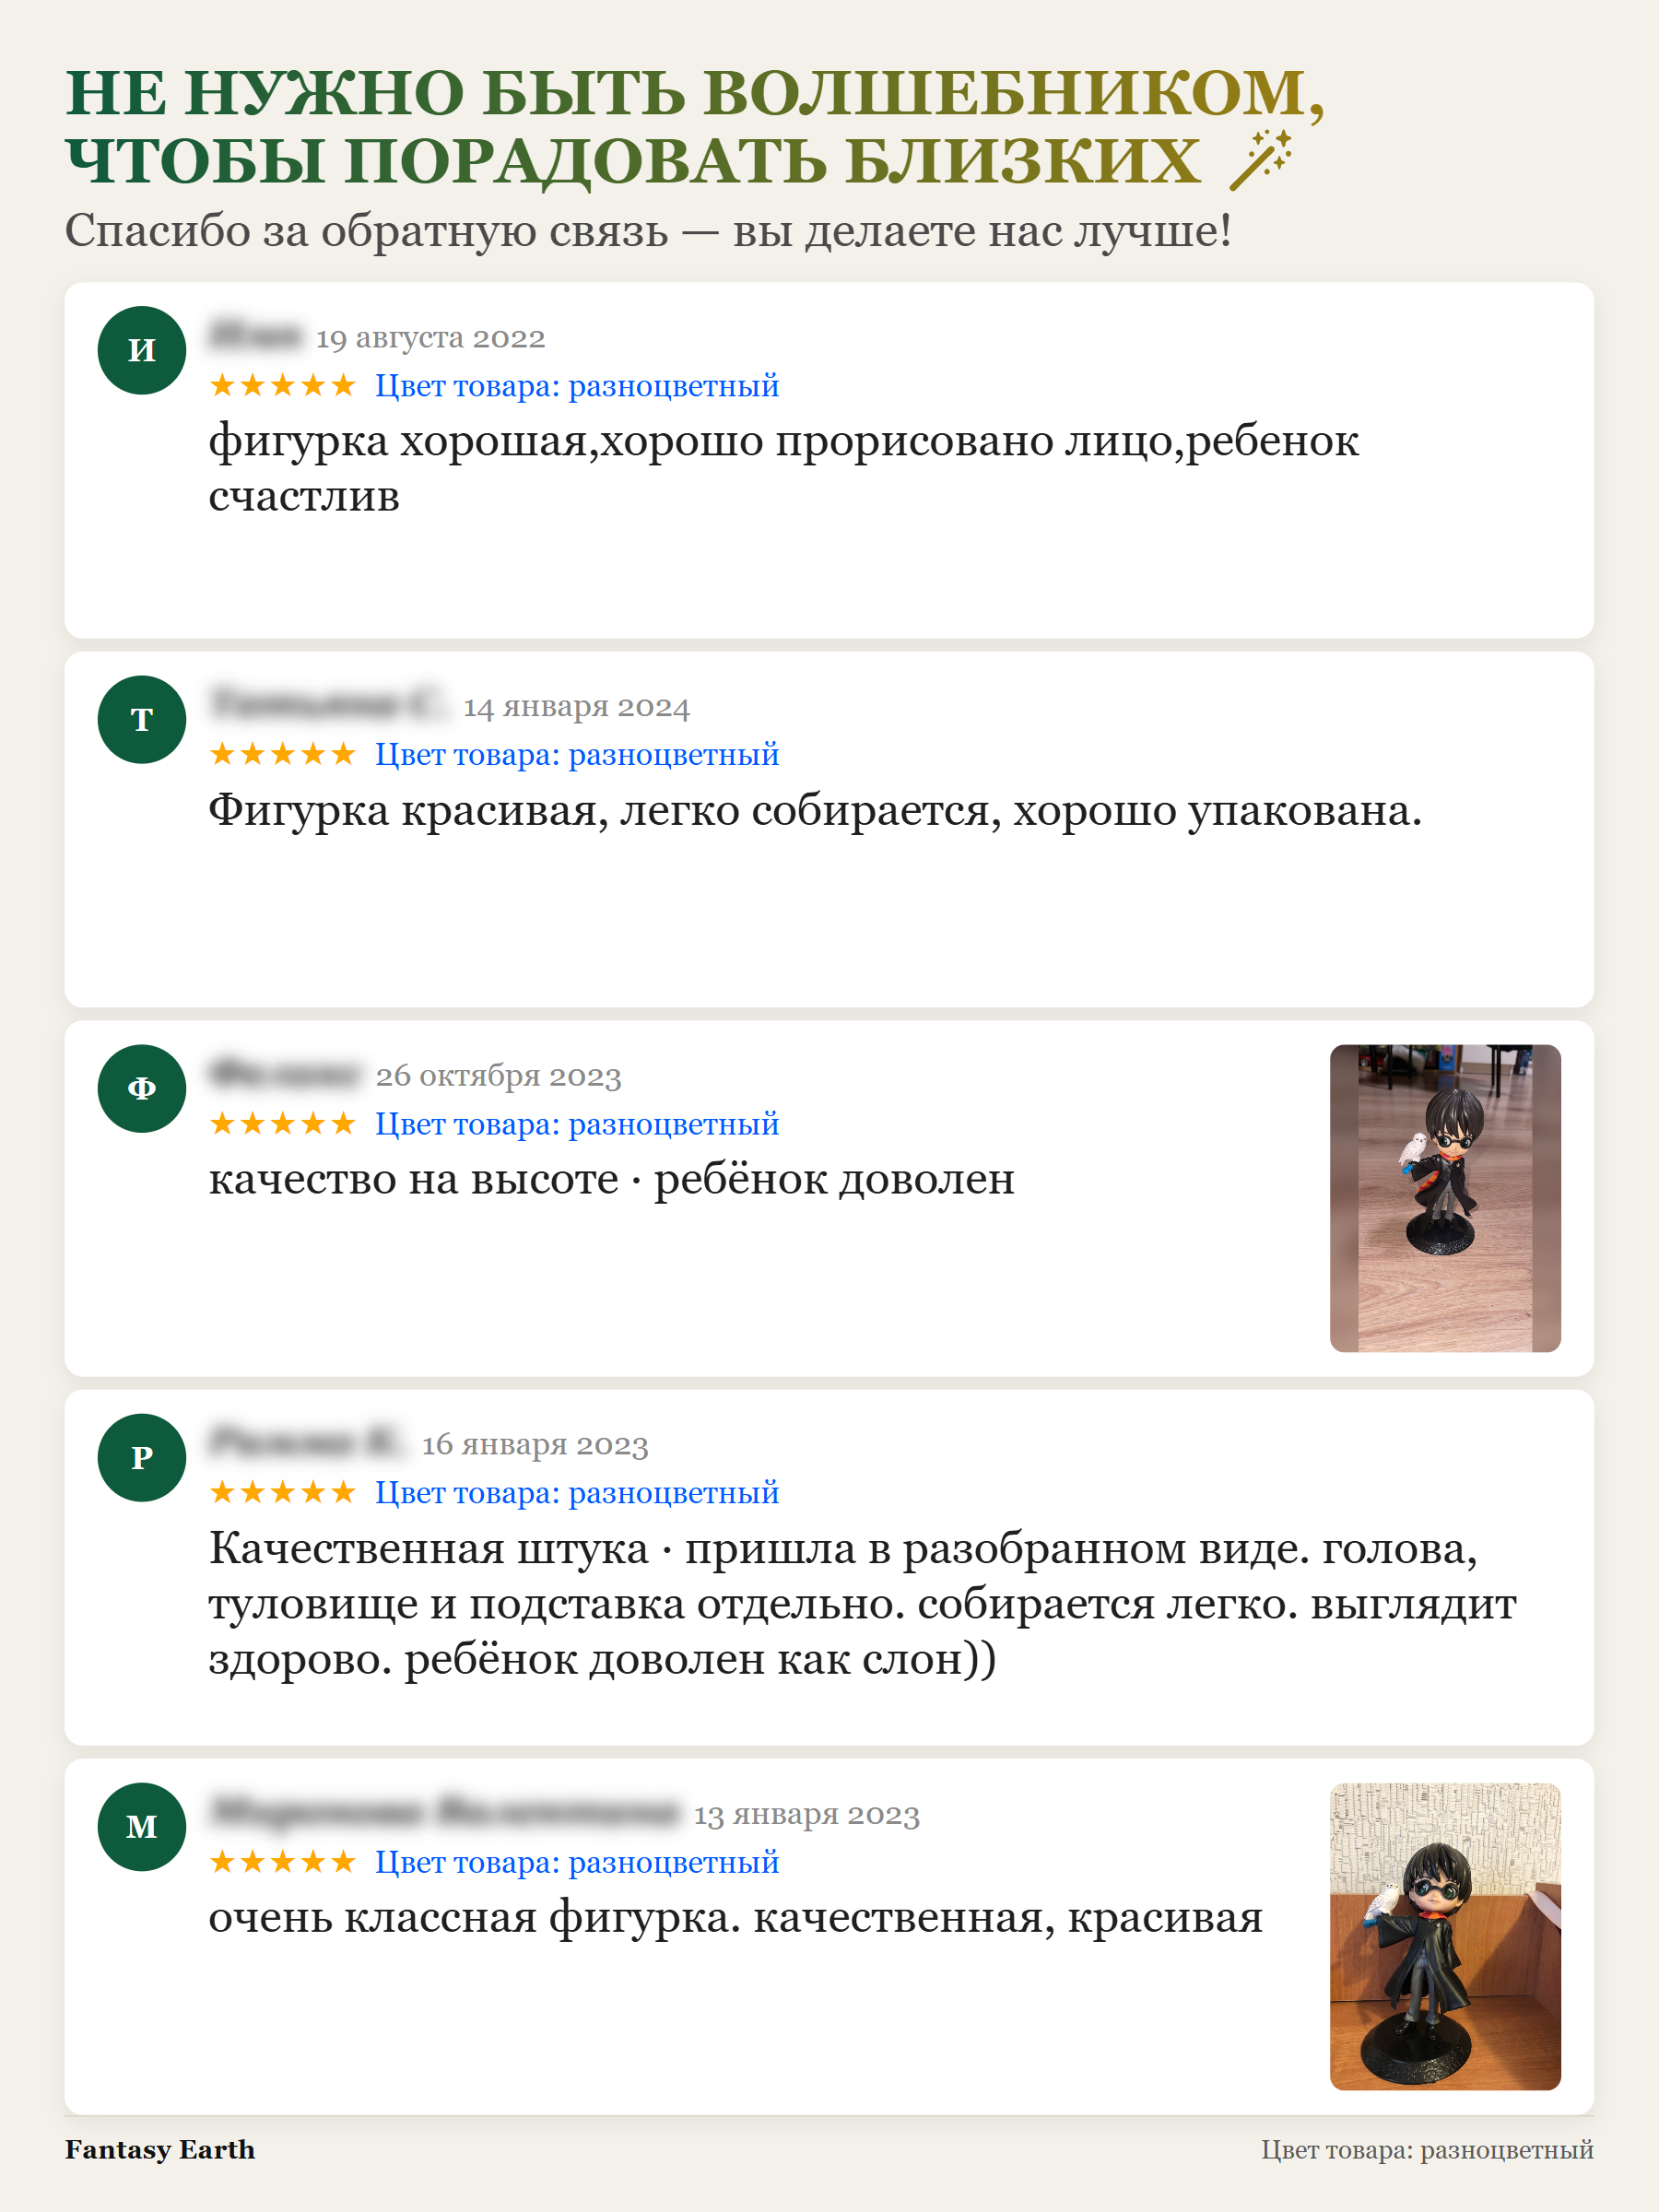 НЕ НУЖНО БЫТЬ ВОЛШЕБНИКОМ,
ЧТОБЫ ПОРАДОВАТЬ БЛИЗКИХ
Спасибо за обратную связь — вы делаете нас лучше!
И
19 августа 2022
★★★★★ Цвет товара: разноцветный
фигурка хорошая,хорошо прорисовано лицо,ребенок
счастлив
Т
14 января 2024
★★★★★ Цвет товара: разноцветный
Фигурка красивая, легко собирается, хорошо упакована.
Ф
26 октября 2023
★★★★★ Цвет товара: разноцветный
качество на высоте · ребёнок доволен
Р
16 января 2023
★★★★★ Цвет товара: разноцветный
Качественная штука · пришла в разобранном виде. голова,
туловище и подставка отдельно. собирается легко. выглядит
здорово. ребёнок доволен как слон))
М
13 января 2023
★★★★★ Цвет товара: разноцветный
очень классная фигурка. качественная, красивая
Fantasy Earth
Цвет товара: разноцветный